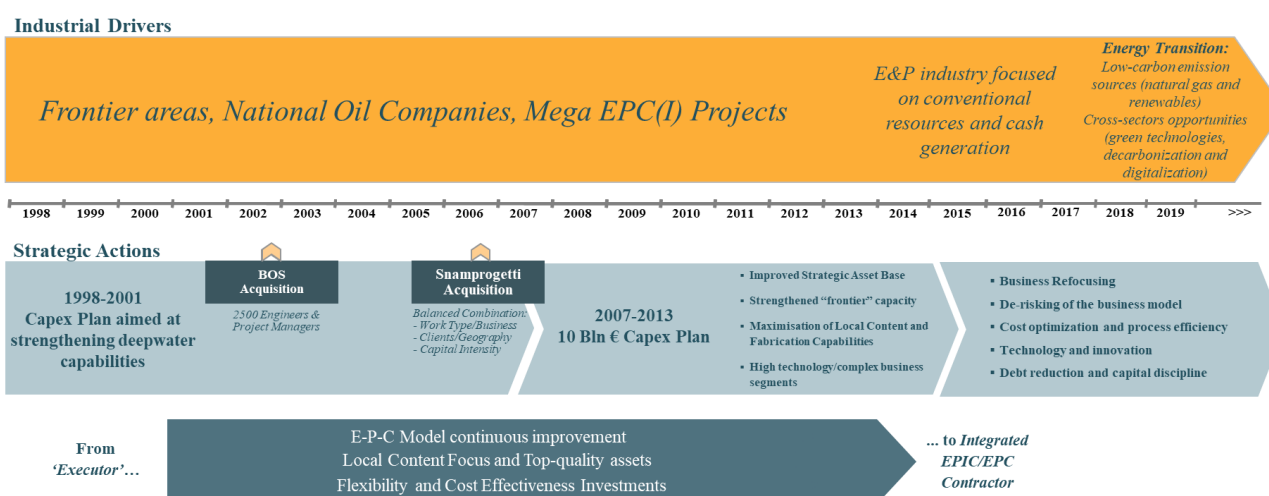 Industrial Drivers
Frontier areas, National Oil Companies, Mega EPC(I) Projects
E&P industry focused
on conventional
resources and cash
generation
Energy Transition:
Low-carbon emission
sources (natural gas and
renewables)
Cross-sectors opportunities
(green technologies,
decarbonization and
digitalization)
1998 1999 2000 2001 2002 2003 2004 2005 2006 2007 2008 2009 2010 2011 2012 2013 2014 2015 2016 2017 2018 2019 >>>
Strategic Actions
1998-2001
Capex Plan aimed at
strengthening deepwater
capabilities
BOS
Acquisition
2500 Engineers &
Project Managers
Snamprogetti
Acquisition
Balanced Combination:
- Work Type/Business
- Clients/Geography
- Capital Intensity
2007-2013
10 Bln € Capex Plan
▪ Improved Strategic Asset Base
▪ Strengthened “frontier” capacity
▪ Maximisation of Local Content and
Fabrication Capabilities
▪ High technology/complex business
segments
▪ Business Refocusing
▪ De-risking of the business model
▪ Cost optimization and process efficiency
▪ Technology and innovation
▪ Debt reduction and capital discipline
From
‘Executor’…
E-P-C Model continuous improvement
Local Content Focus and Top-quality assets
Flexibility and Cost Effectiveness Investments
... to Integrated
EPIC/EPC
Contractor